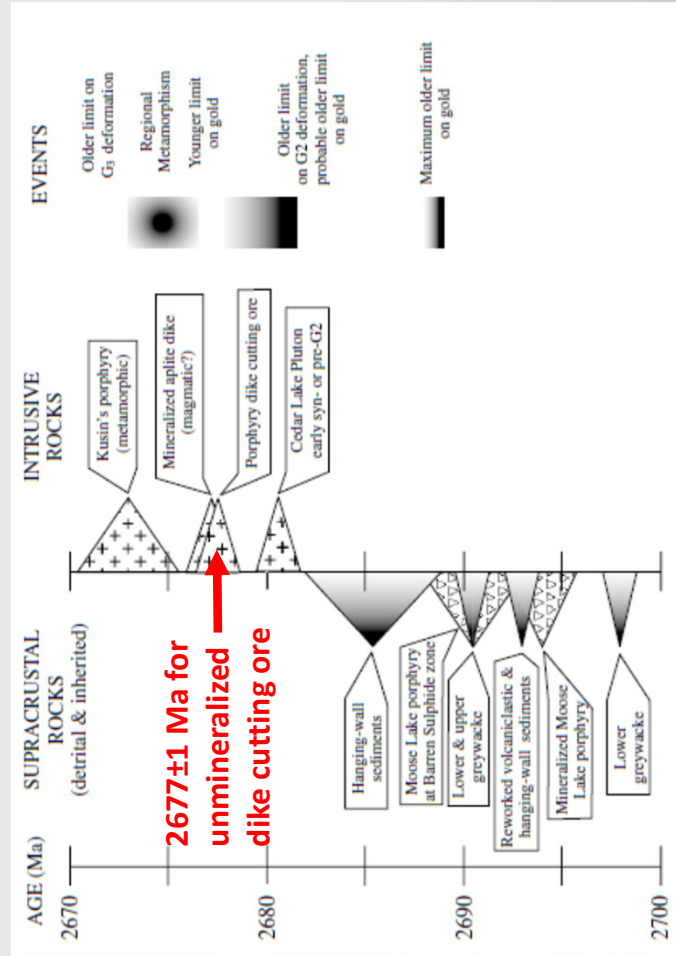 AGE (Ma)
2670
2680
2690
2700
SUPRACRUSTAL
ROCKS
(detrital & inherited)
Hanging-wall
sediments
Moose Lake porphyry
at Barren Sulphide zone
Lower & upper
greywacke
Reworked volcaniclastic &
hanging-wall sediments
Mineralized Moose
Lake porphyry
Lower
greywacke
2677±1 Ma for
unmineralized
dike cutting ore
INTRUSIVE
ROCKS
Kusin's porphyry
(metamorphic)
Mineralized aplite dike
(magmatic?)
Porphyry dike cutting ore
Cedar Lake Pluton
early syn- or pre-G2
EVENTS
Older limit on
G3 deformation
Regional
Metamorphism
Younger limit
on gold
Older limit
on G2 deformation,
probable older limit
on gold
Maximum older limit
on gold